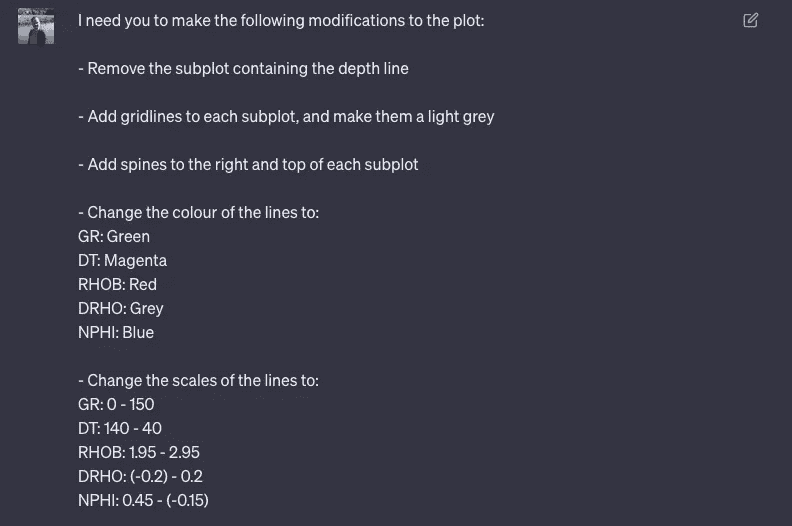 I need you to make the following modifications to the plot:
- Remove the subplot containing the depth line
- Add gridlines to each subplot, and make them a light grey
- Add spines to the right and top of each subplot
- Change the colour of the lines to:
GR: Green
DT: Magenta
RHOB: Red
DRHO: Grey
NPHI: Blue
- Change the scales of the lines to:
GR: 0 - 150
DT: 140 - 40
RHOB: 1.95 - 2.95
DRHO: (-0.2) - 0.2
NPHI: 0.45 - (-0.15)